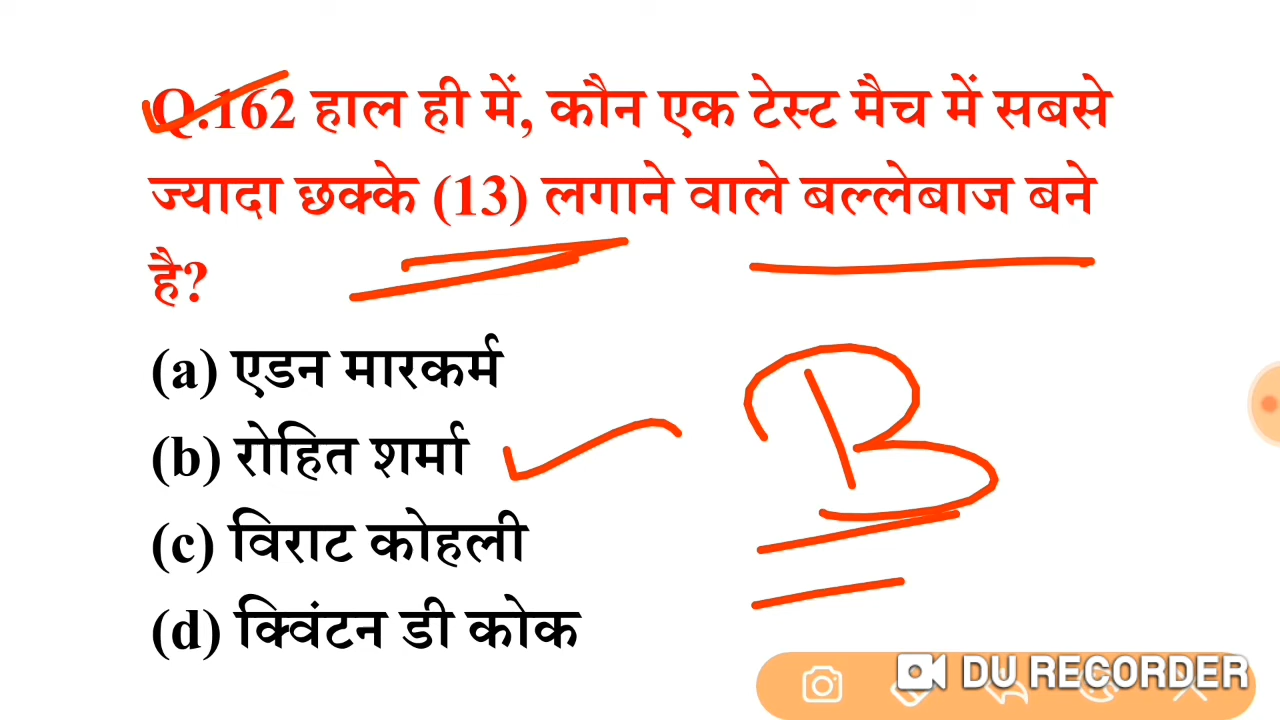 Q.162 हाल ही में, कौन एक टेस्ट मैच में सबसे
ज्यादा छक्के (13) लगाने वाले बल्लेबाज बने
है?
(a) एडन मारकर्म
(b) रोहित शर्मा
B
(c) विराट कोहली
(d) क्विंटन डी कोक
DU RECORDER